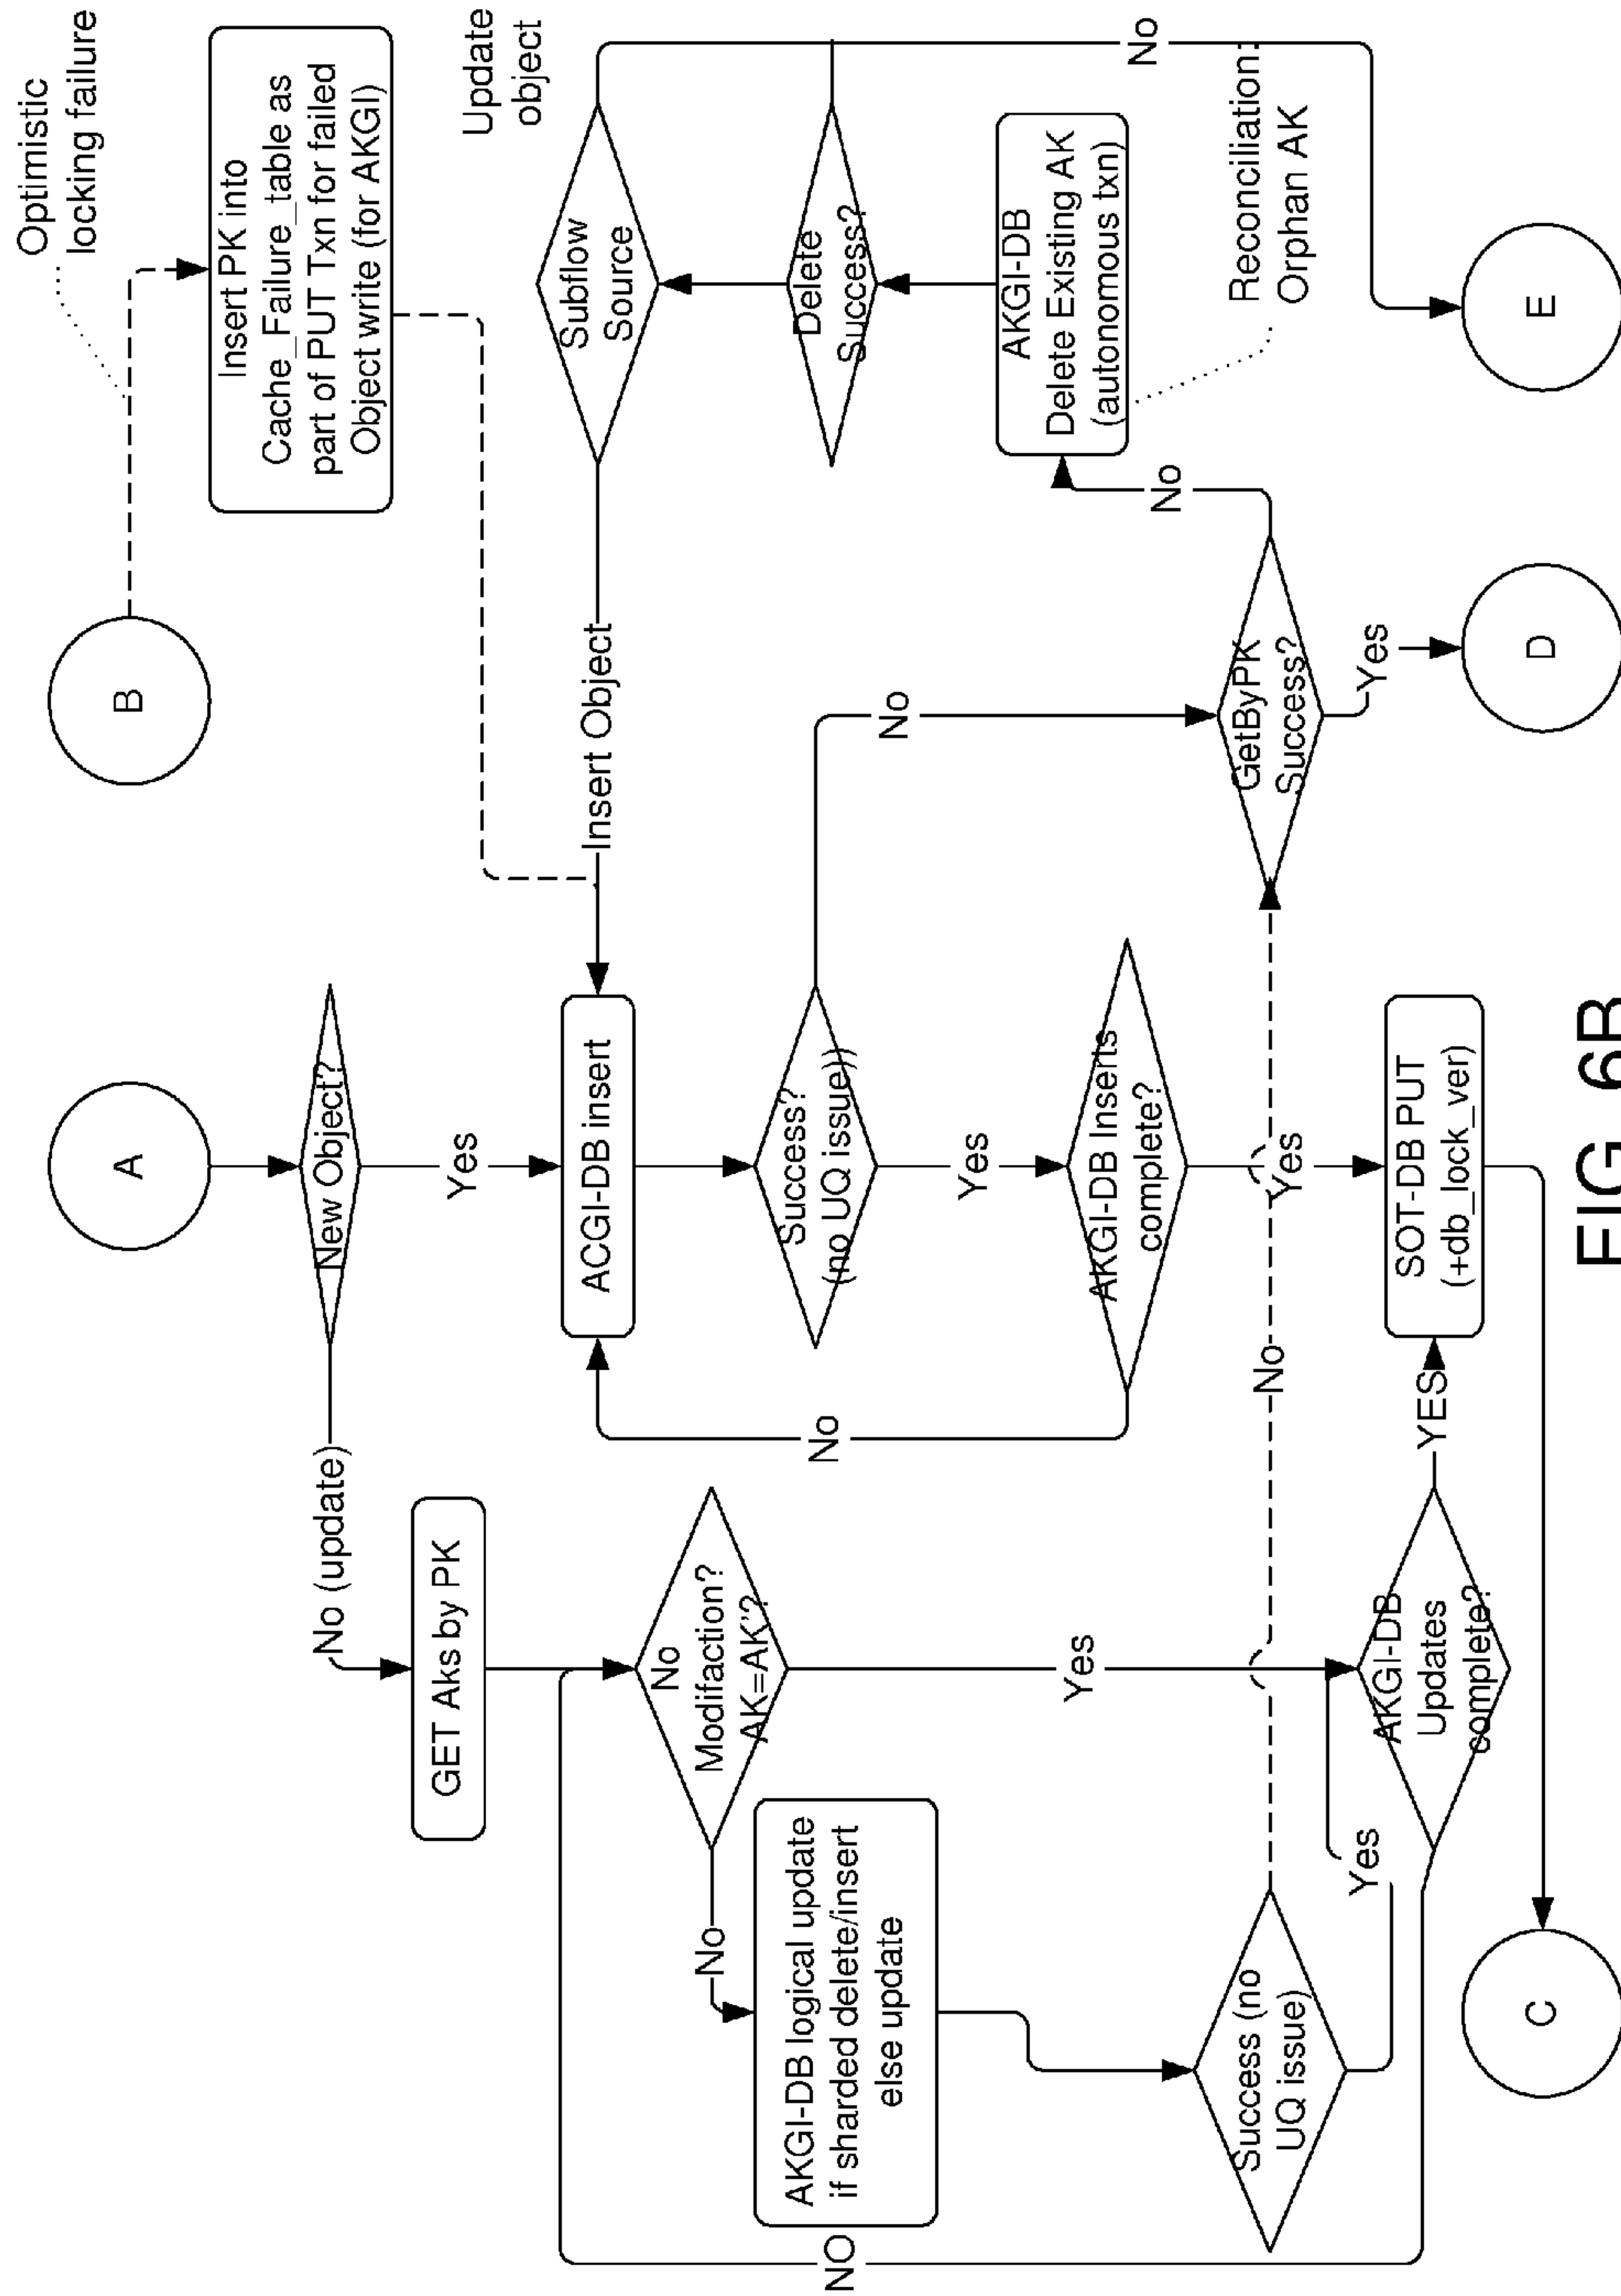 Optimistic
locking failure
B
A
Insert PK into
Cache_Failure_table as
part of PUT Txn for failed
Object write (for AKGI)
New Object?
No (update)
Yes
Update
object
GET Aks by PK
ACGI-DB insert
Insert Object
Subflow
Source
No
Modifaction?
AK=AK'?
No
AKGI-DB logical update
if sharded delete/insert
else update
Success?
(no UQ issue))
No
Delete
Success?
NO
No
Yes
AKGI-DB Inserts
complete?
AKGI-DB
Delete Existing AK
(autonomous txn)
No
Yes
No
Success (no
UQ issue)
No
Yes
GetByPK
Success?
Reconciliation:
Orphan AK
Yes
Yes
AKGI-DB
Updates
complete?
YES
SOT-DB PUT
(+db_lock_ver)
C
D
E
FIG. 6B